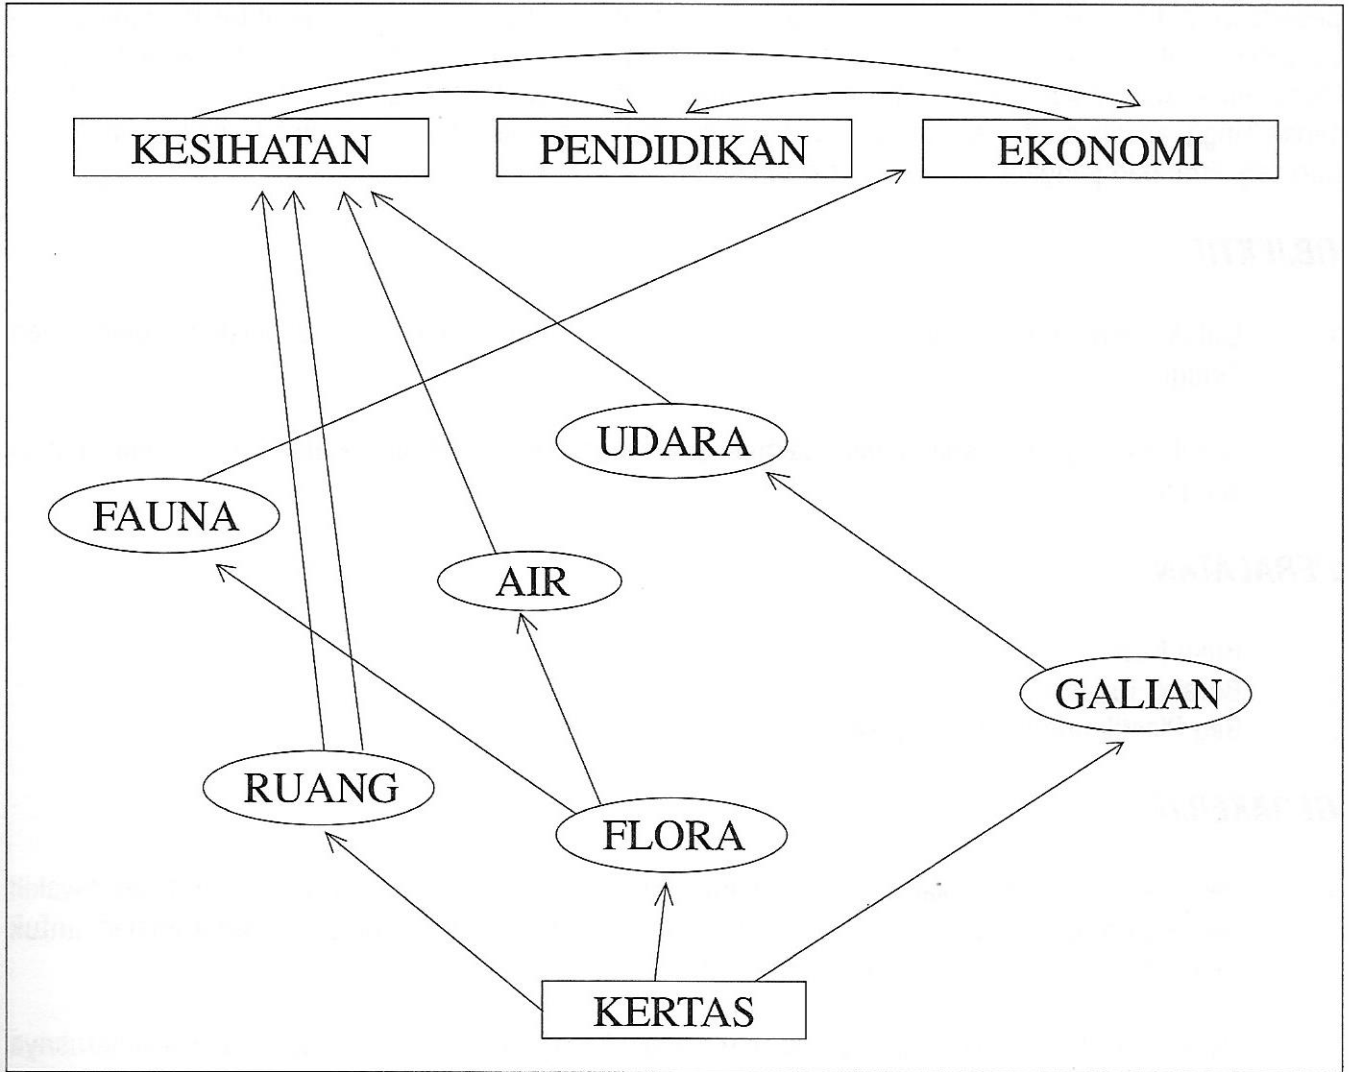 KESIHATAN
PENDIDIKAN
EKONOMI
UDARA
FAUNA
AIR
GALIAN
RUANG
FLORA
KERTAS